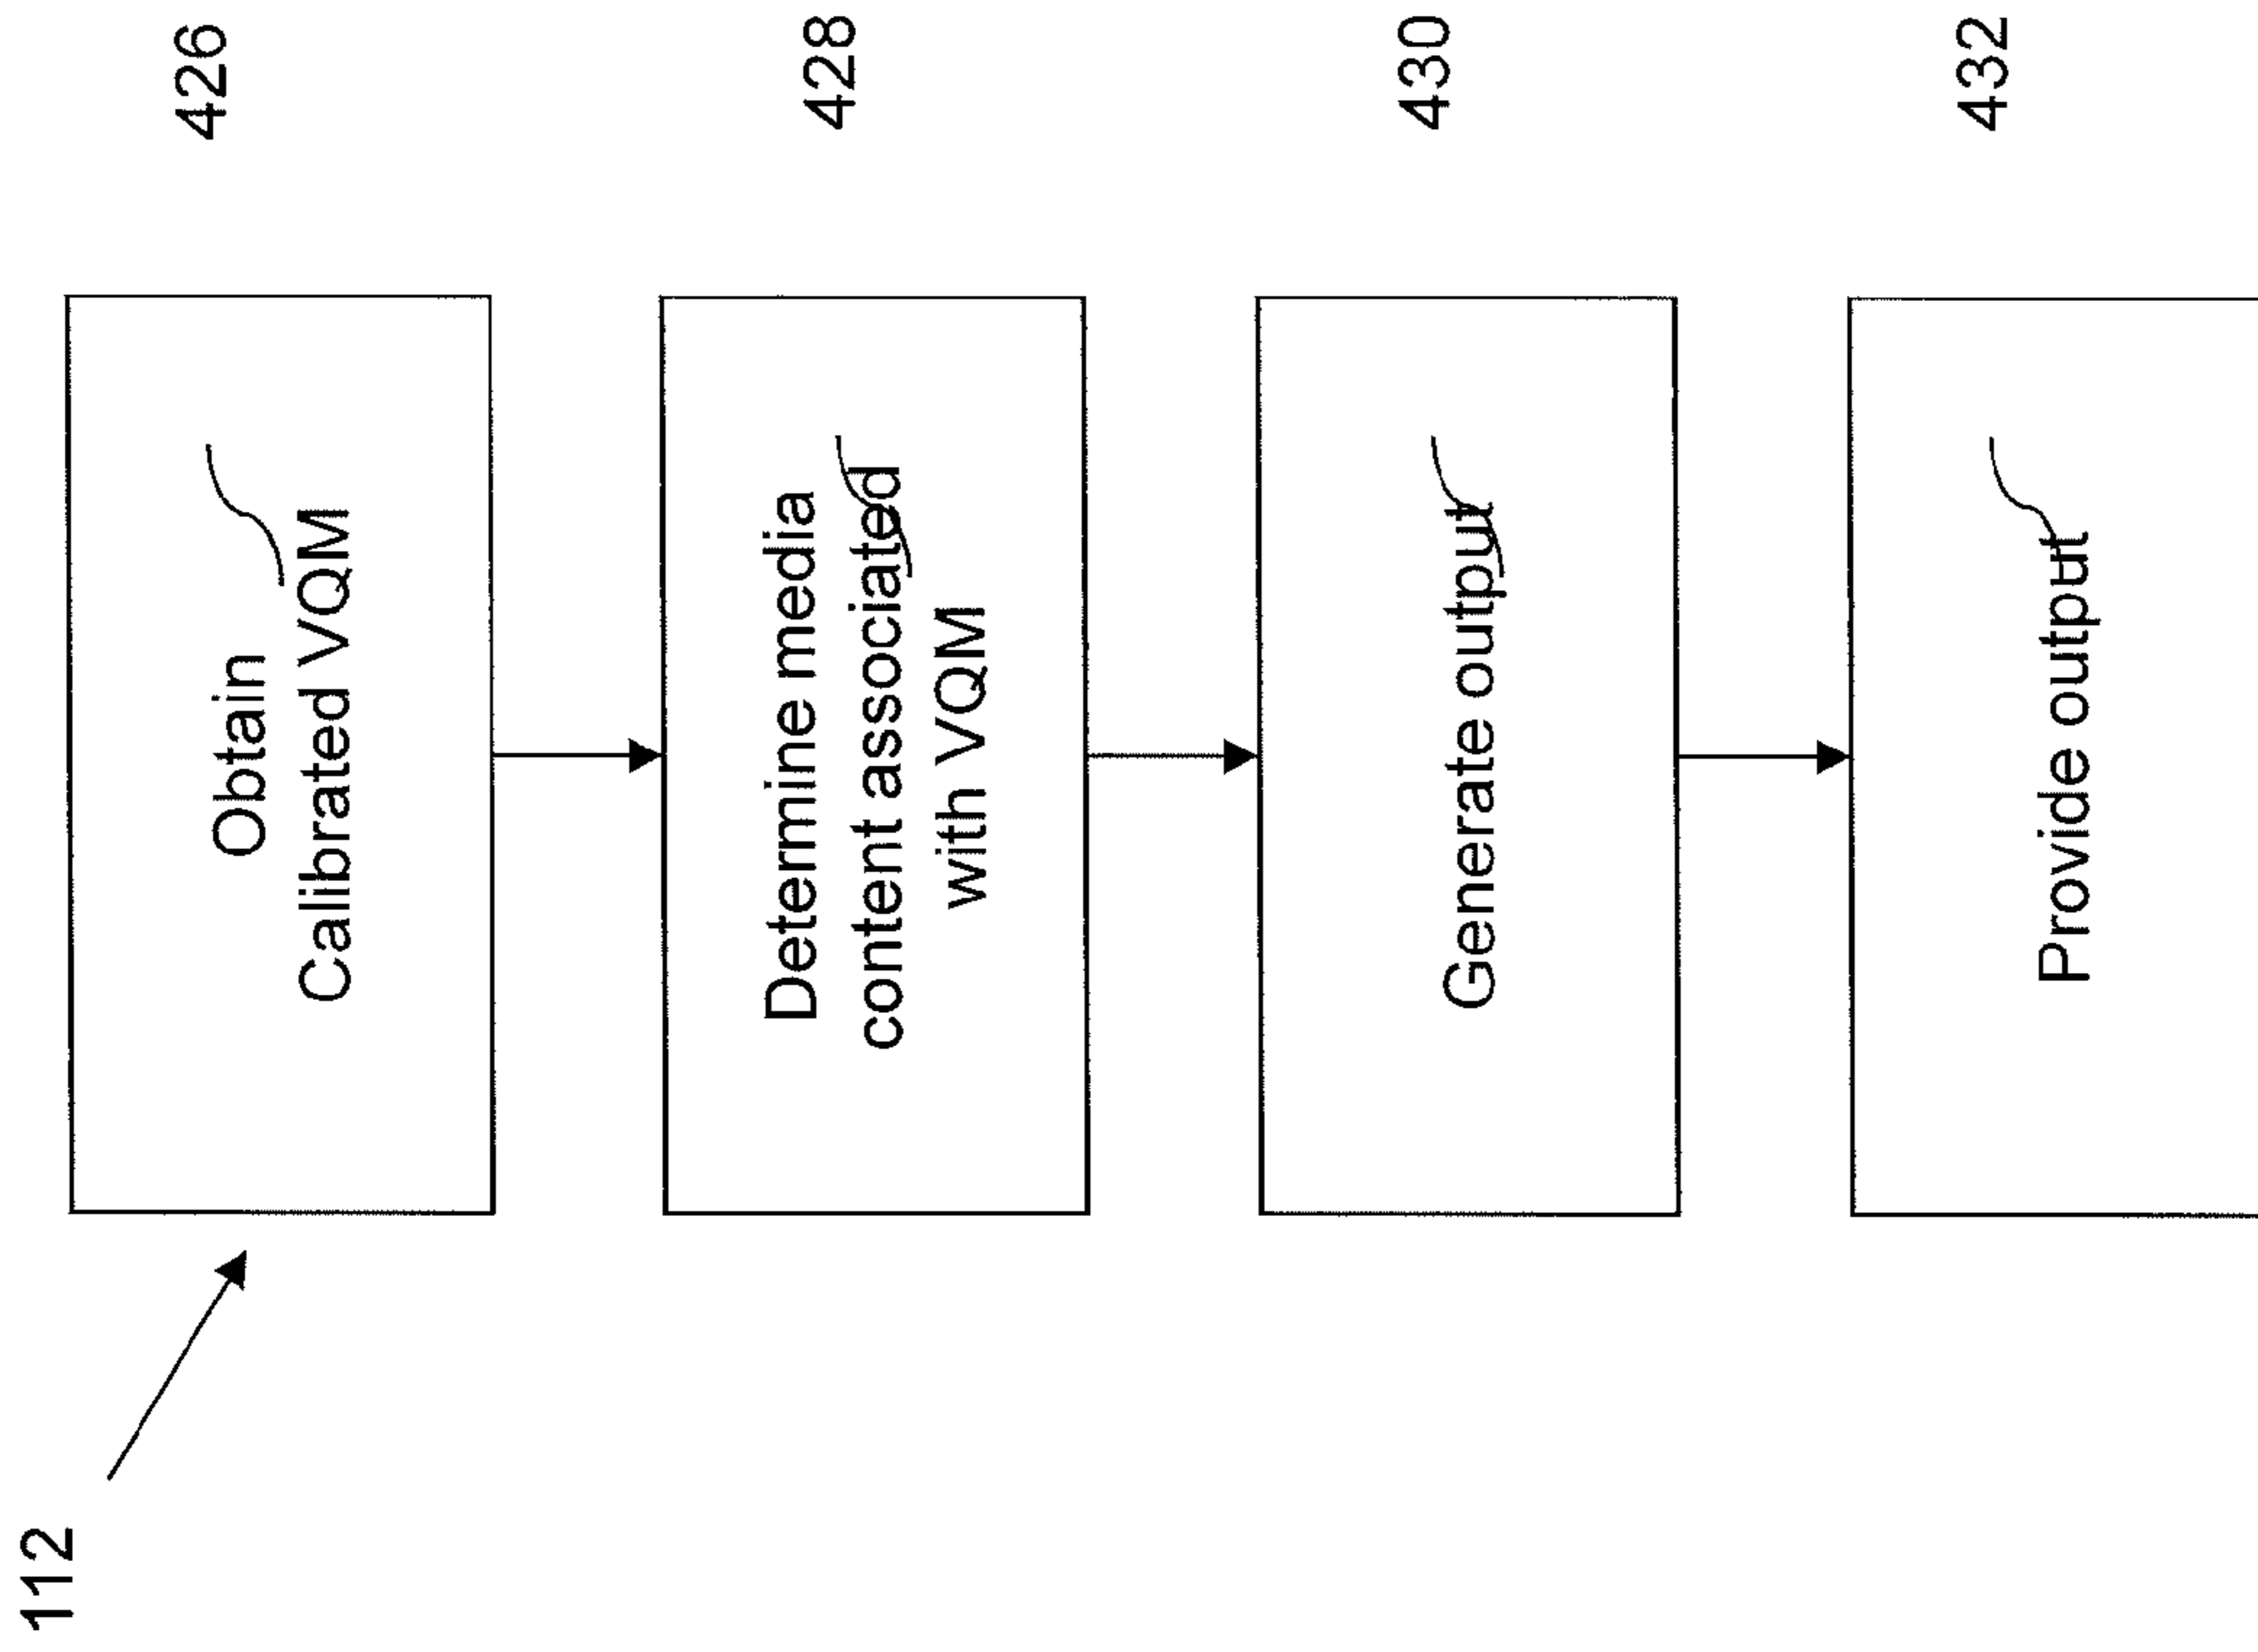 112
Obtain
Calibrated VQM
426
Determine media
content associated
with VQM
428
Generate output
430
Provide output
432